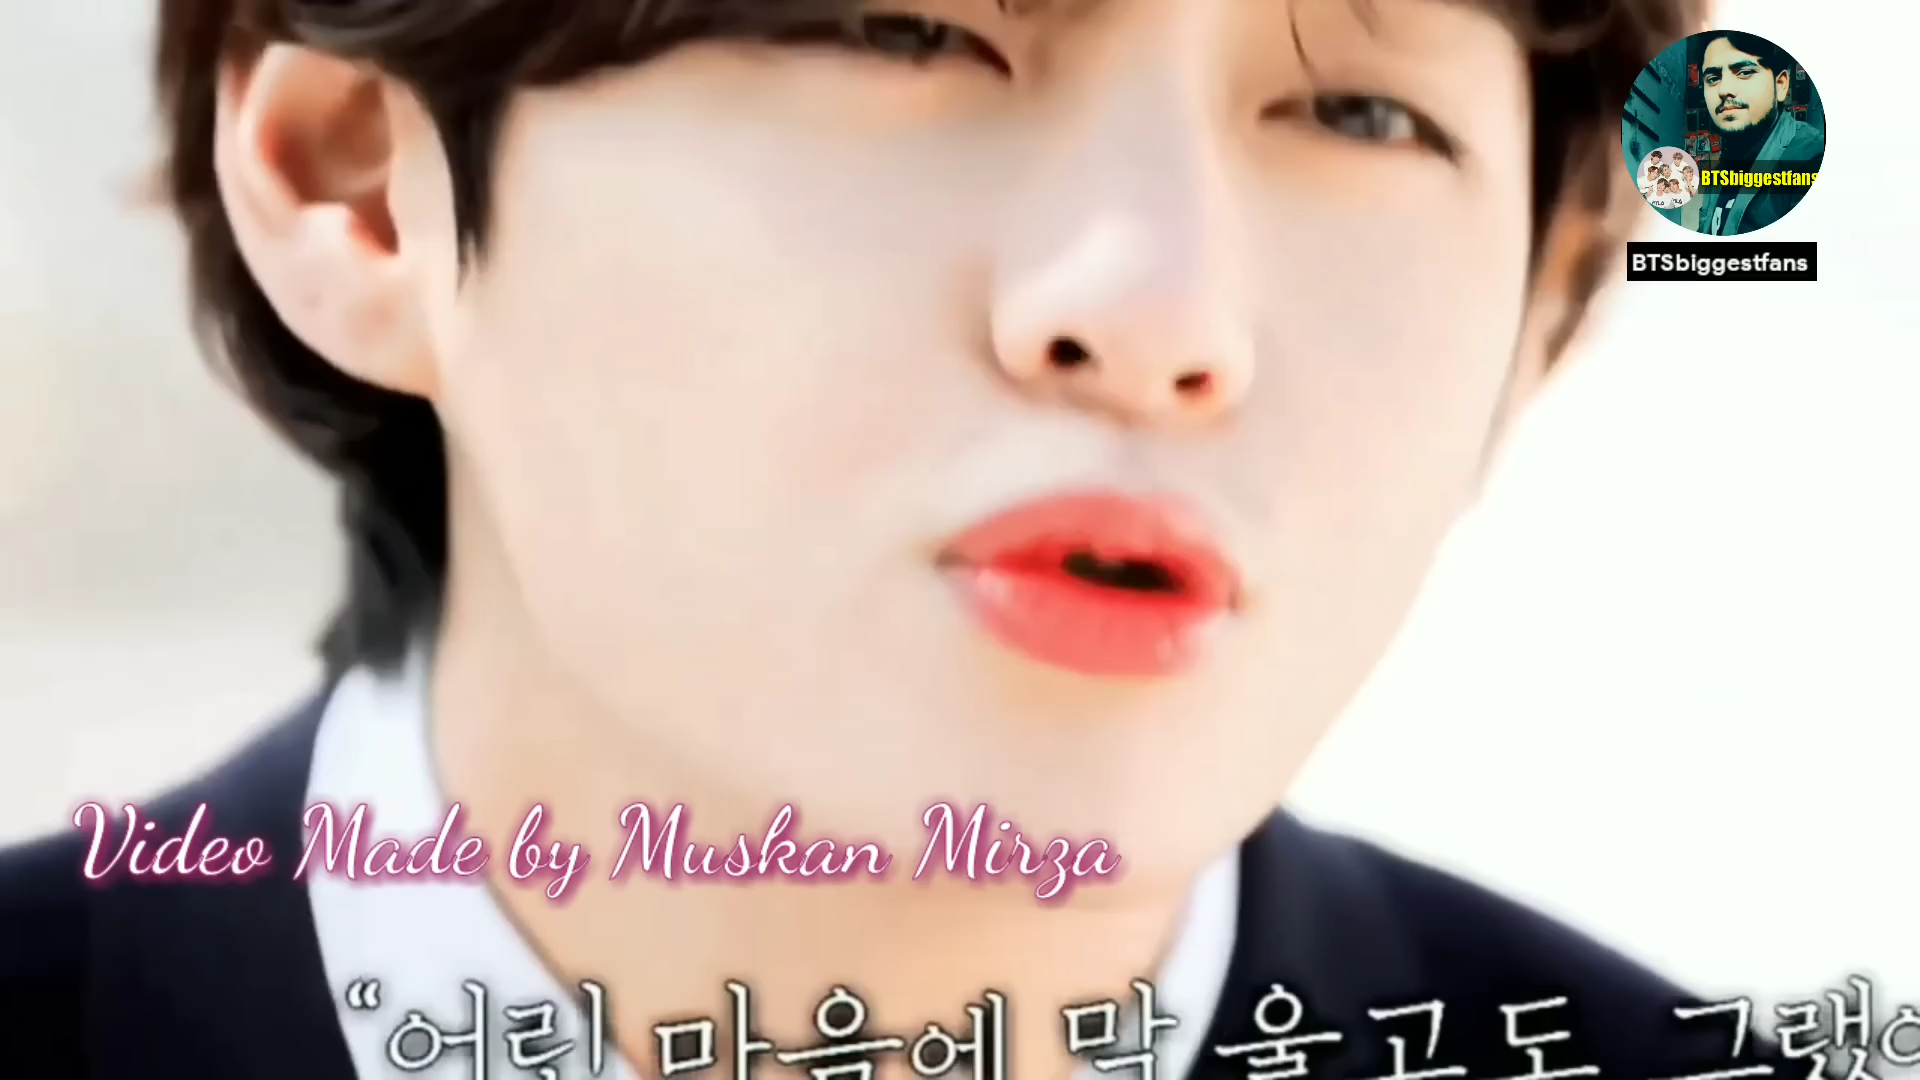 BTSbiggestfans
BTSbiggestfans
Video Made by Muskan Mirza
“어린 마음에 막 울고도 그랬